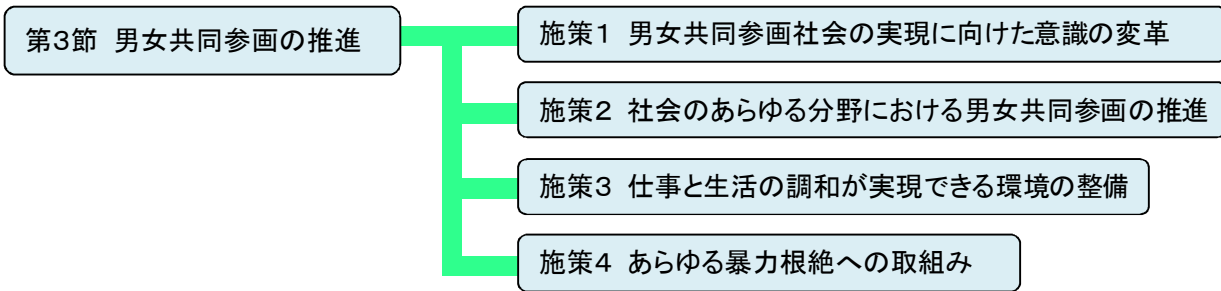 第3節 男女共同参画の推進
施策1 男女共同参画社会の実現に向けた意識の変革
施策2 社会のあらゆる分野における男女共同参画の推進
施策3 仕事と生活の調和が実現できる環境の整備
施策4 あらゆる暴力根絶への取組み